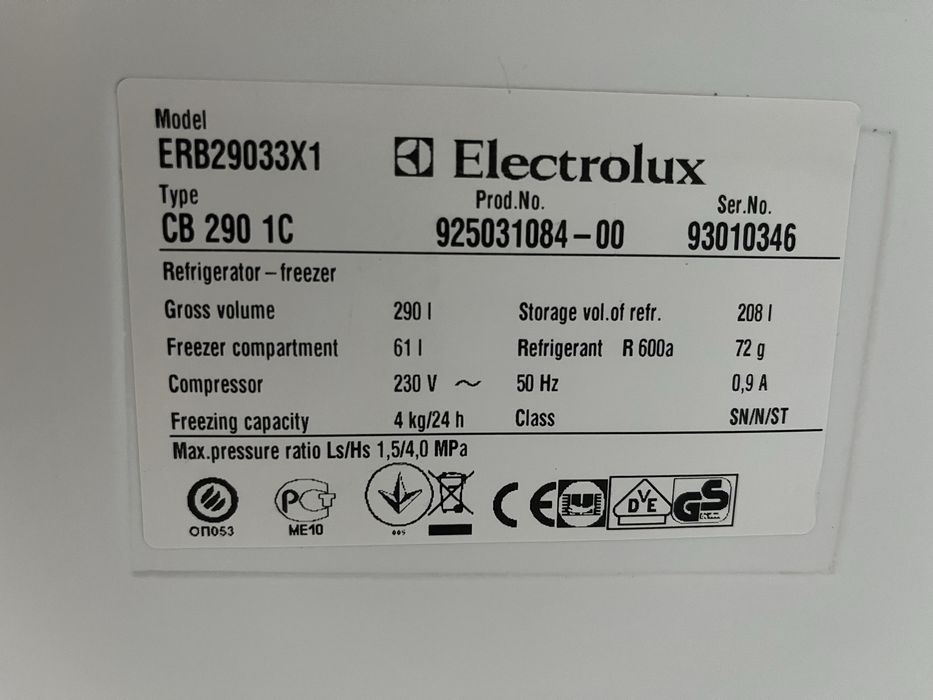 Model
ERB29033X1
Electrolux
Type
CB 290 1C
Prod.No.
925031084-00
Ser.No.
93010346
Refrigerator-freezer
Gross volume 290 l Storage vol.of refr. 208 l
Freezer compartment 61 l Refrigerant R 600a 72 g
Compressor 230 V ~ 50 Hz 0,9 A
Freezing capacity 4 kg/24 h Class SN/N/ST
Max.pressure ratio Ls/Hs 1,5/4,0 MPa
РСТ
CE
DVE
GS
ОП053
МЕ10
005